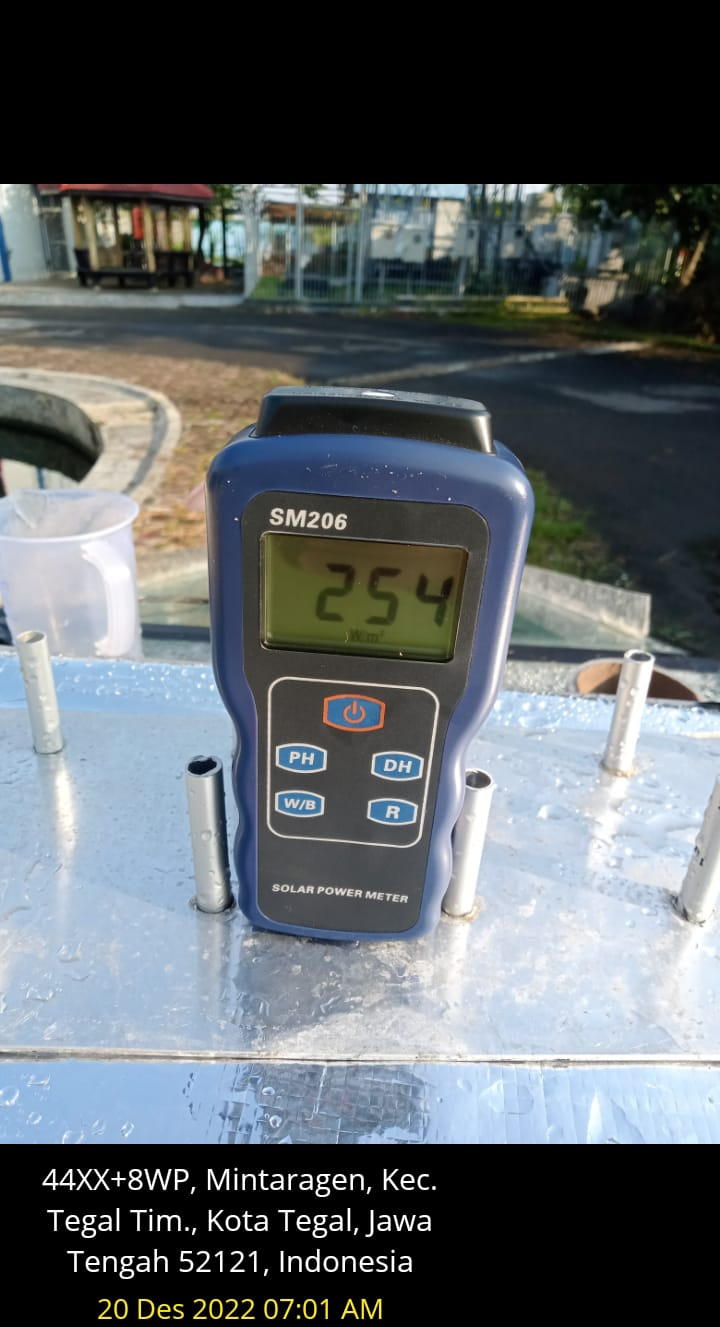 SM206
254
W/m²
PH
DH
W/B
R
SOLAR POWER METER
44XX+8WP, Mintaragen, Kec.
Tegal Tim., Kota Tegal, Jawa
Tengah 52121, Indonesia
20 Des 2022 07:01 AM